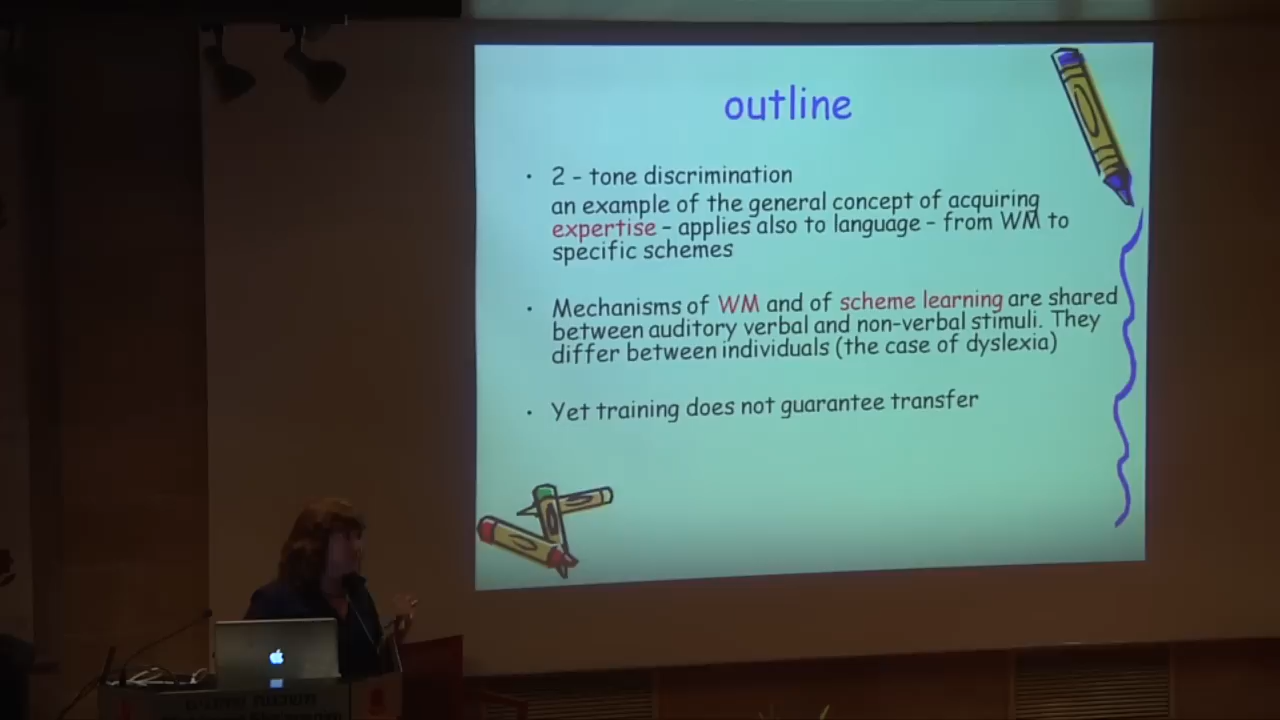 outline
• 2 - tone discrimination
an example of the general concept of acquiring
expertise - applies also to language - from WM to
specific schemes
• Mechanisms of WM and of scheme learning are shared
between auditory verbal and non-verbal stimuli. They
differ between individuals (the case of dyslexia)
• Yet training does not guarantee transfer